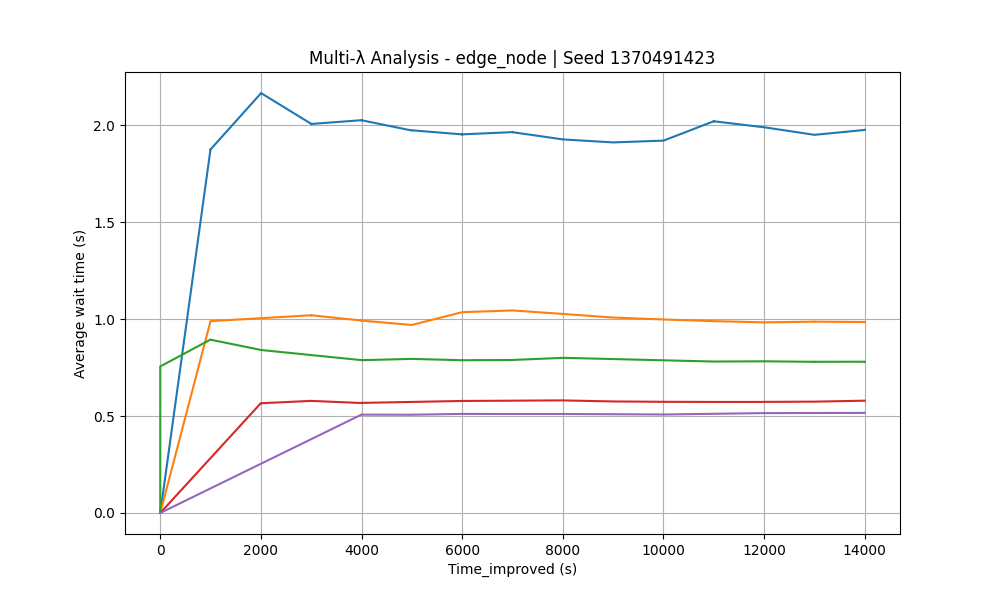 Multi-λ Analysis - edge_node | Seed 1370491423
Average wait time (s)
2.0
1.5
1.0
0.5
0.0
0 2000 4000 6000 8000 10000 12000 14000
Time_improved (s)